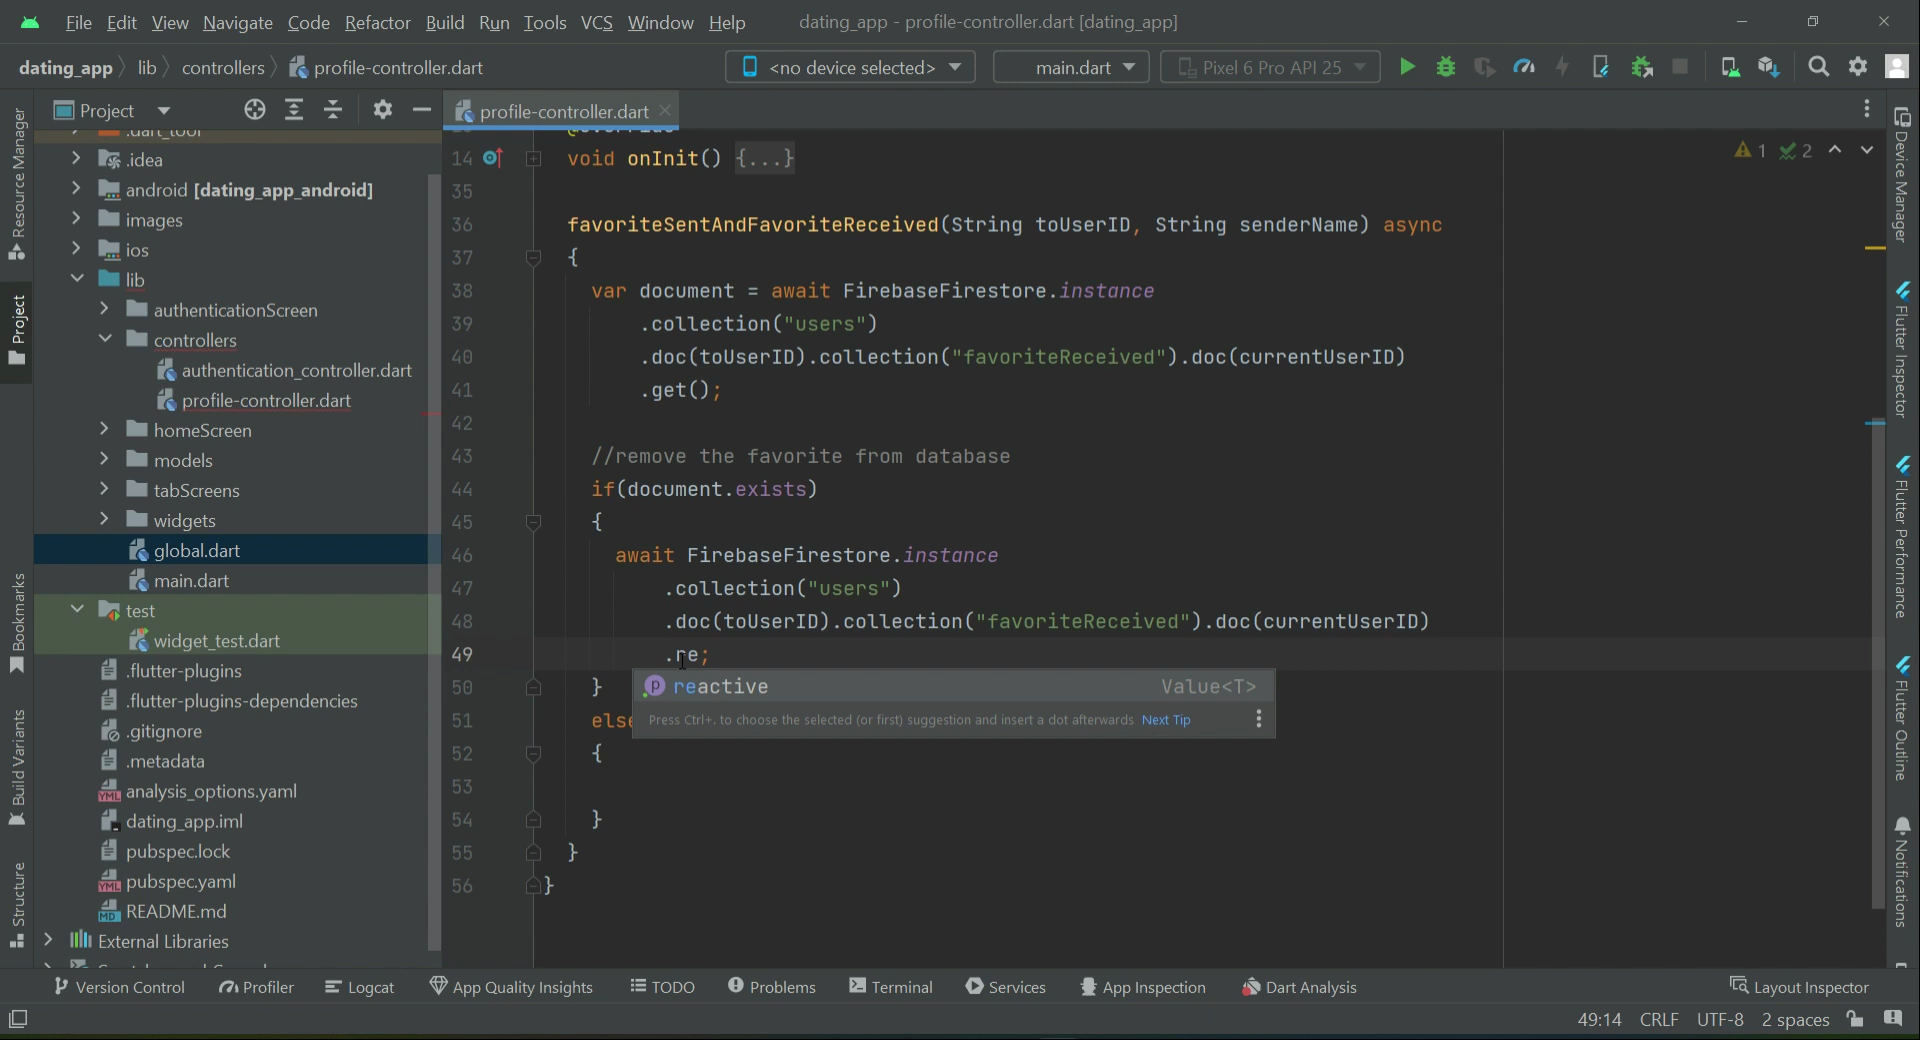 File Edit View Navigate Code Refactor Build Run Tools VCS Window Help dating_app - profile-controller.dart [dating_app]
dating_app lib controllers profile-controller.dart <no device selected> main.dart Pixel 6 Pro API 25
Project profile-controller.dart
.dart_tool
.idea
android [dating_app_android]
images
ios
lib
authenticationScreen
controllers
authentication_controller.dart
profile-controller.dart
homeScreen
models
tabScreens
widgets
global.dart
main.dart
test
widget_test.dart
.flutter-plugins
.flutter-plugins-dependencies
.gitignore
.metadata
analysis_options.yaml
dating_app.iml
pubspec.lock
pubspec.yaml
README.md
External Libraries
Resource Manager
Project
Bookmarks
Build Variants
Structure
@override
14 void onInit() {...}
35
36 favoriteSentAndFavoriteReceived(String toUserID, String senderName) async
37 {
38 var document = await FirebaseFirestore.instance
39 .collection("users")
40 .doc(toUserID).collection("favoriteReceived").doc(currentUserID)
41 .get();
42
43 //remove the favorite from database
44 if(document.exists)
45 {
46 await FirebaseFirestore.instance
47 .collection("users")
48 .doc(toUserID).collection("favoriteReceived").doc(currentUserID)
49 .re;
50 }
51 else
52 {
53
54 }
55 }
56 }
p reactive Value<T>
Press Ctrl+. to choose the selected (or first) suggestion and insert a dot afterwards Next Tip
1 2
Device Manager
Flutter Inspector
Flutter Performance
Flutter Outline
Notifications
Version Control Profiler Logcat App Quality Insights TODO Problems Terminal Services App Inspection Dart Analysis Layout Inspector
49:14 CRLF UTF-8 2 spaces